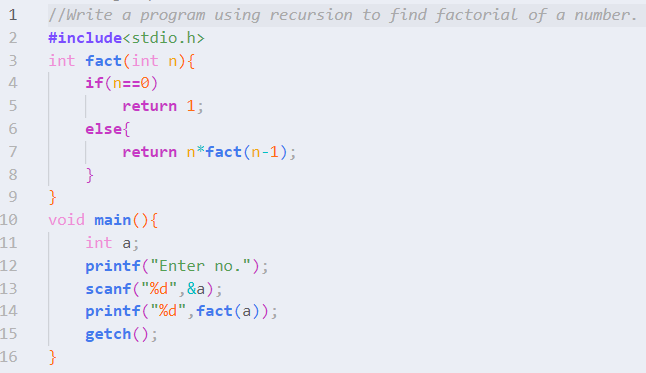 1 //Write a program using recursion to find factorial of a number.
2 #include<stdio.h>
3 int fact(int n){
4     if(n==0)
5         return 1;
6     else{
7         return n*fact(n-1);
8     }
9 }
10 void main(){
11     int a;
12     printf("Enter no.");
13     scanf("%d",&a);
14     printf("%d",fact(a));
15     getch();
16 }